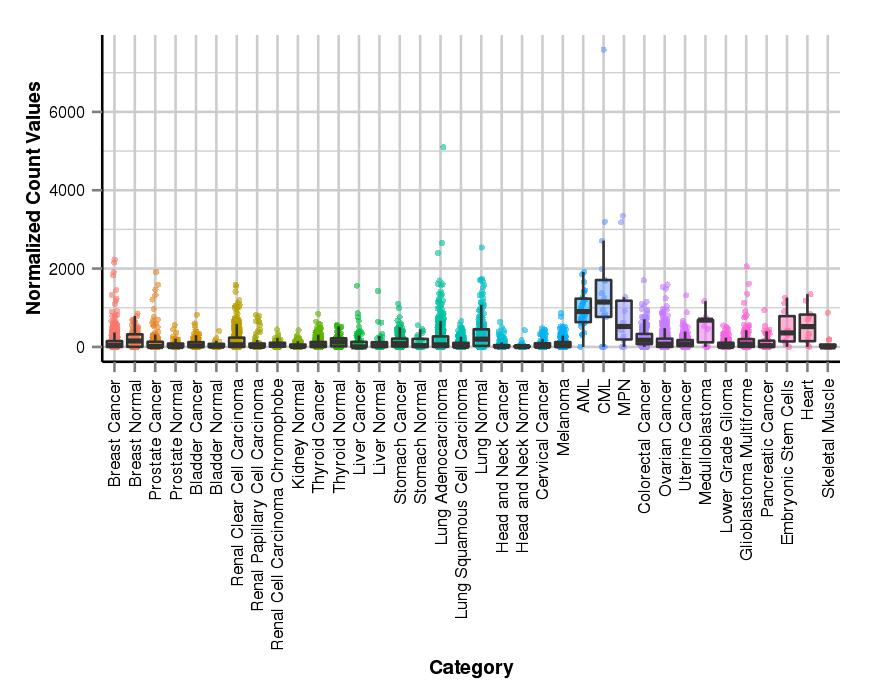 Normalized Count Values
6000
4000
2000
0
Breast Cancer
Breast Normal
Prostate Cancer
Prostate Normal
Bladder Cancer
Bladder Normal
Renal Clear Cell Carcinoma
Renal Papillary Cell Carcinoma
Renal Cell Carcinoma Chromophobe
Kidney Normal
Thyroid Cancer
Thyroid Normal
Liver Cancer
Liver Normal
Stomach Cancer
Stomach Normal
Lung Adenocarcinoma
Lung Squamous Cell Carcinoma
Lung Normal
Head and Neck Cancer
Head and Neck Normal
Cervical Cancer
Melanoma
AML
CML
MPN
Colorectal Cancer
Ovarian Cancer
Uterine Cancer
Medulloblastoma
Lower Grade Glioma
Glioblastoma Multiforme
Pancreatic Cancer
Embryonic Stem Cells
Heart
Skeletal Muscle
Category